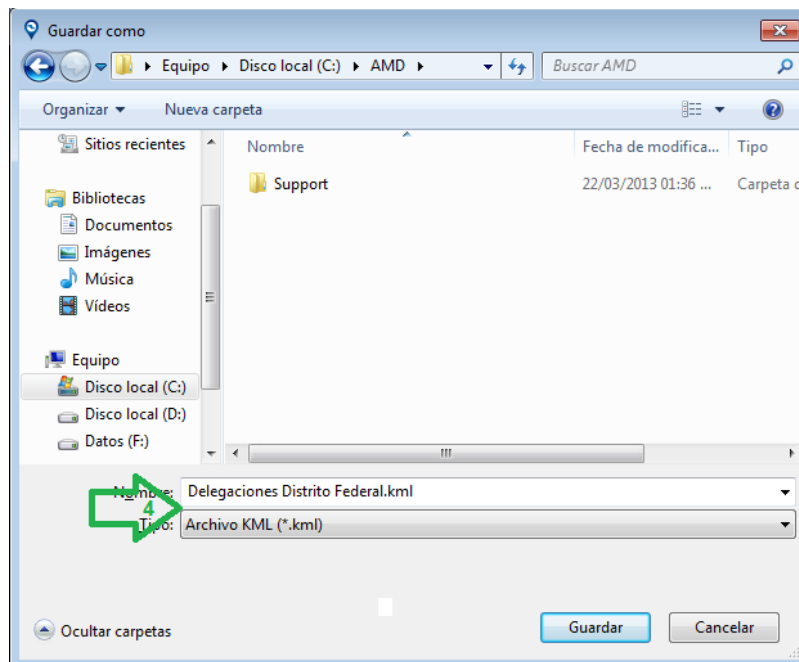 Guardar como
Equipo Disco local (C:) AMD Buscar AMD
Organizar Nueva carpeta
Sitios recientes
Bibliotecas
Documentos
Imágenes
Música
Vídeos
Equipo
Disco local (C:)
Disco local (D:)
Datos (F:)
Nombre Fecha de modifica... Tipo
Support 22/03/2013 01:36 ... Carpeta d
Nombre: Delegaciones Distrito Federal.kml
4
Tipo: Archivo KML (*.kml)
Ocultar carpetas Guardar Cancelar